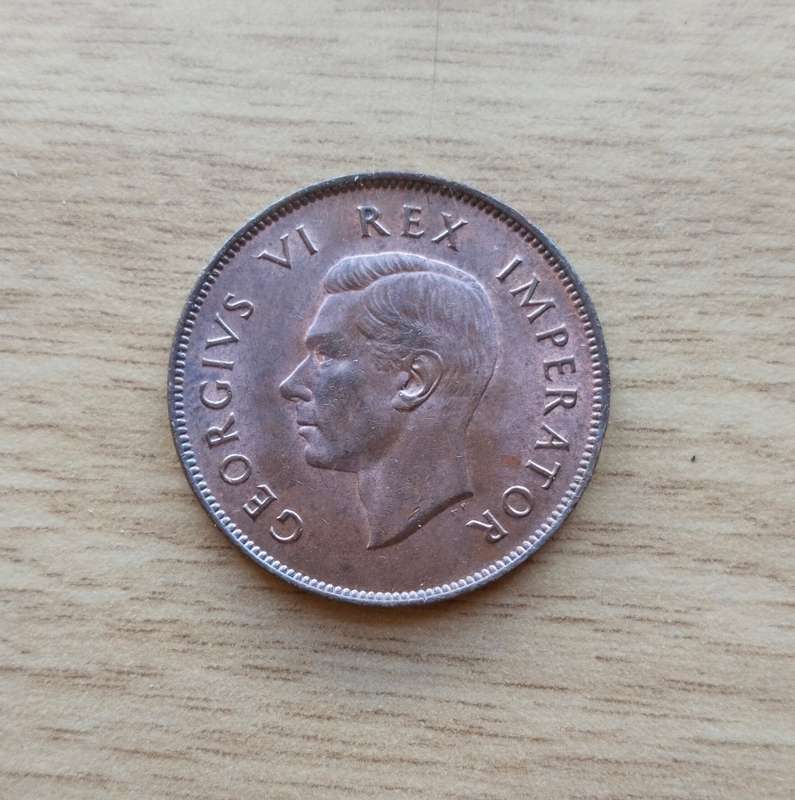 GEORGIVS VI REX IMPERATOR